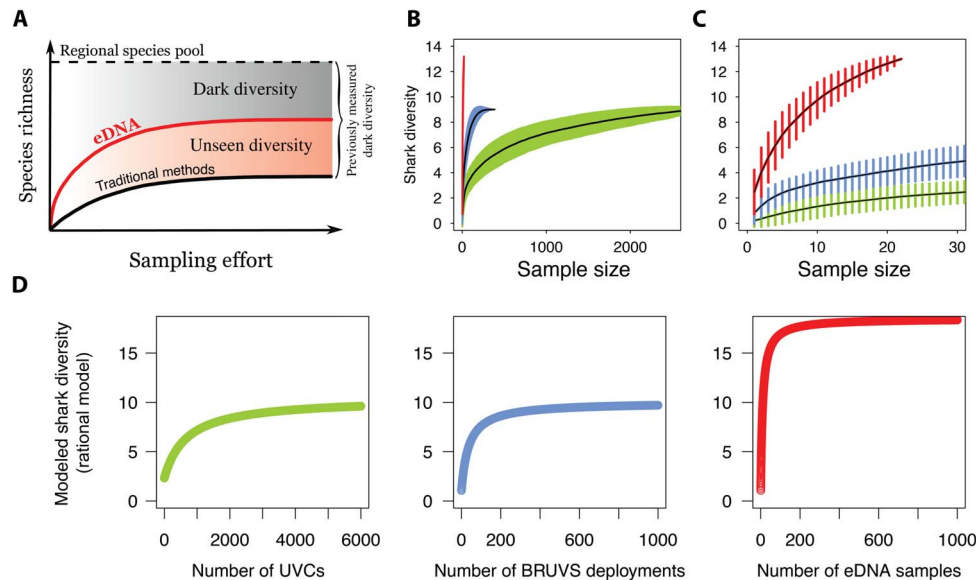 A
Species richness
Regional species pool
Dark diversity
eDNA
Unseen diversity
Traditional methods
Previously measured
dark diversity
Sampling effort
B
Shark diversity
14
12
10
8
6
4
2
0
0 1000 2000
Sample size
C
14
12
10
8
6
4
2
0
0 10 20 30
Sample size
D
Modeled shark diversity
(rational model)
15
10
5
0
0 2000 4000 6000
Number of UVCs
15
10
5
0
0 200 600 1000
Number of BRUVS deployments
15
10
5
0
0 200 600 1000
Number of eDNA samples